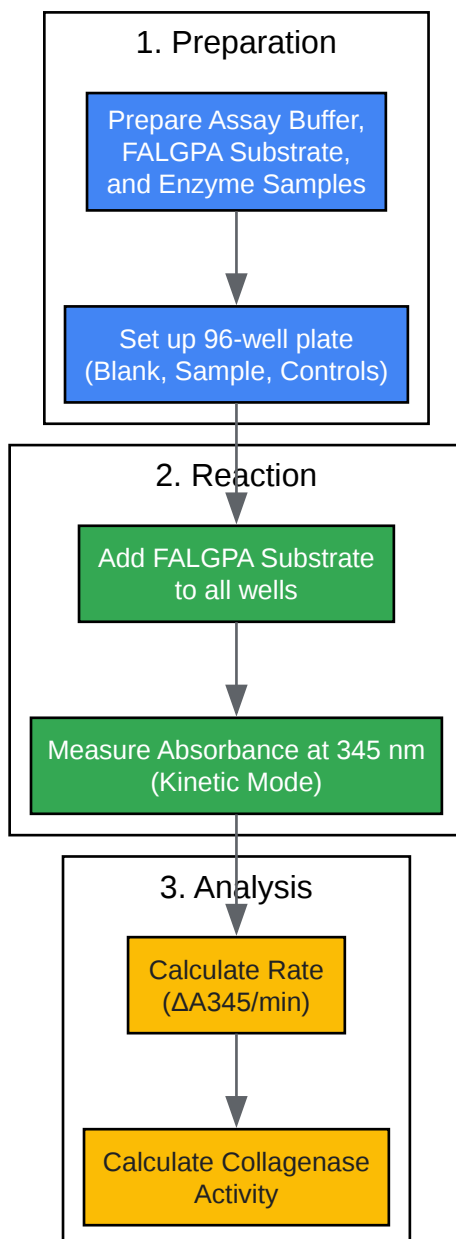 1. Preparation
Prepare Assay Buffer,
FALGPA Substrate,
and Enzyme Samples
Set up 96-well plate
(Blank, Sample, Controls)
2. Reaction
Add FALGPA Substrate
to all wells
Measure Absorbance at 345 nm
(Kinetic Mode)
3. Analysis
Calculate Rate
(ΔA345/min)
Calculate Collagenase
Activity